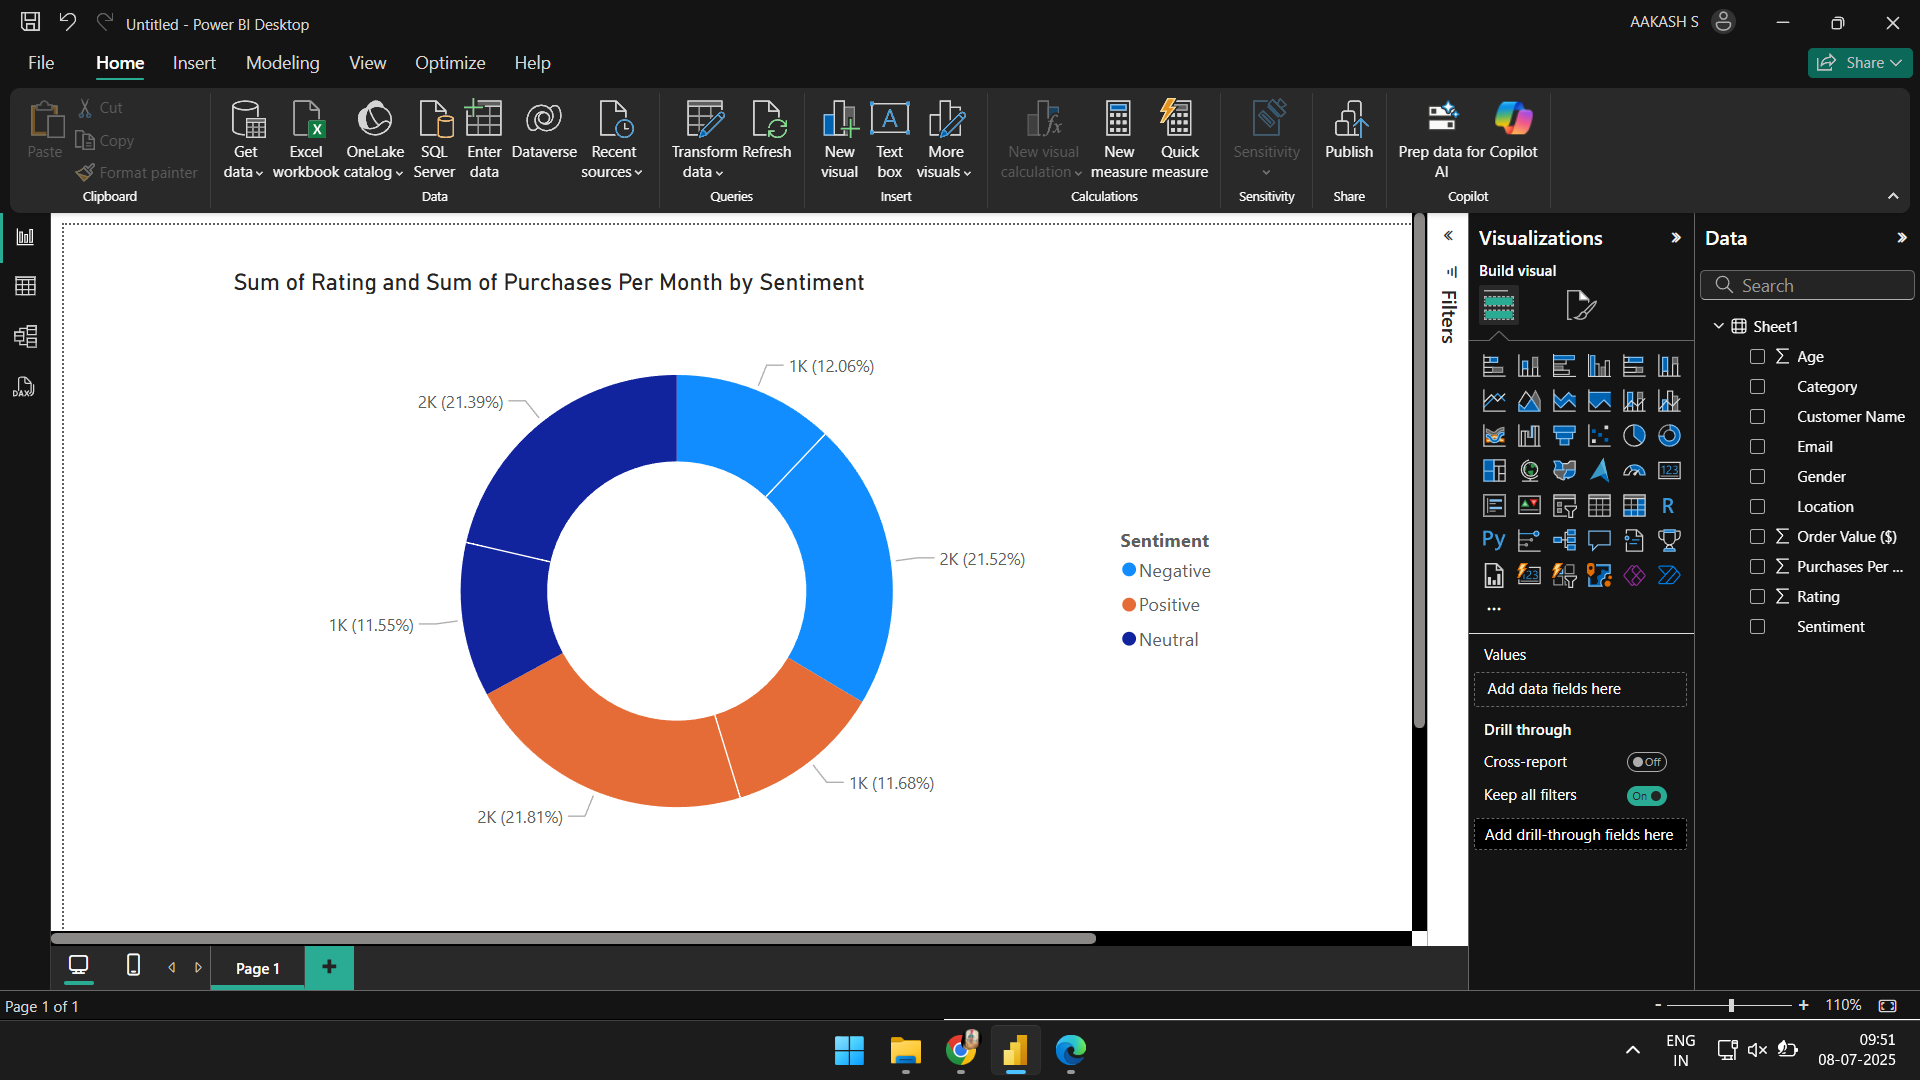 Untitled - Power BI Desktop
AAKASH S
File Home Insert Modeling View Optimize Help
Share
Paste
Cut
Copy
Format painter
Clipboard
Get data
Excel workbook
OneLake catalog
SQL Server
Enter data
Dataverse
Recent sources
Data
Transform data
Refresh
Queries
New visual
Text box
More visuals
Insert
New visual calculation
New measure
Quick measure
Calculations
Sensitivity
Sensitivity
Publish
Share
Prep data for AI
Copilot
Copilot
DAX
Sum of Rating and Sum of Purchases Per Month by Sentiment
1K (12.06%)
2K (21.39%)
2K (21.52%)
1K (11.55%)
1K (11.68%)
2K (21.81%)
Sentiment
Negative
Positive
Neutral
Filters
Visualizations
Build visual
123
R
Py
123
...
Values
Add data fields here
Drill through
Cross-report
Off
Keep all filters
On
Add drill-through fields here
Data
Search
Sheet1
Age
Category
Customer Name
Email
Gender
Location
Order Value ($)
Purchases Per ...
Rating
Sentiment
Page 1
Page 1 of 1
- + 110%
ENG
IN
09:51
08-07-2025